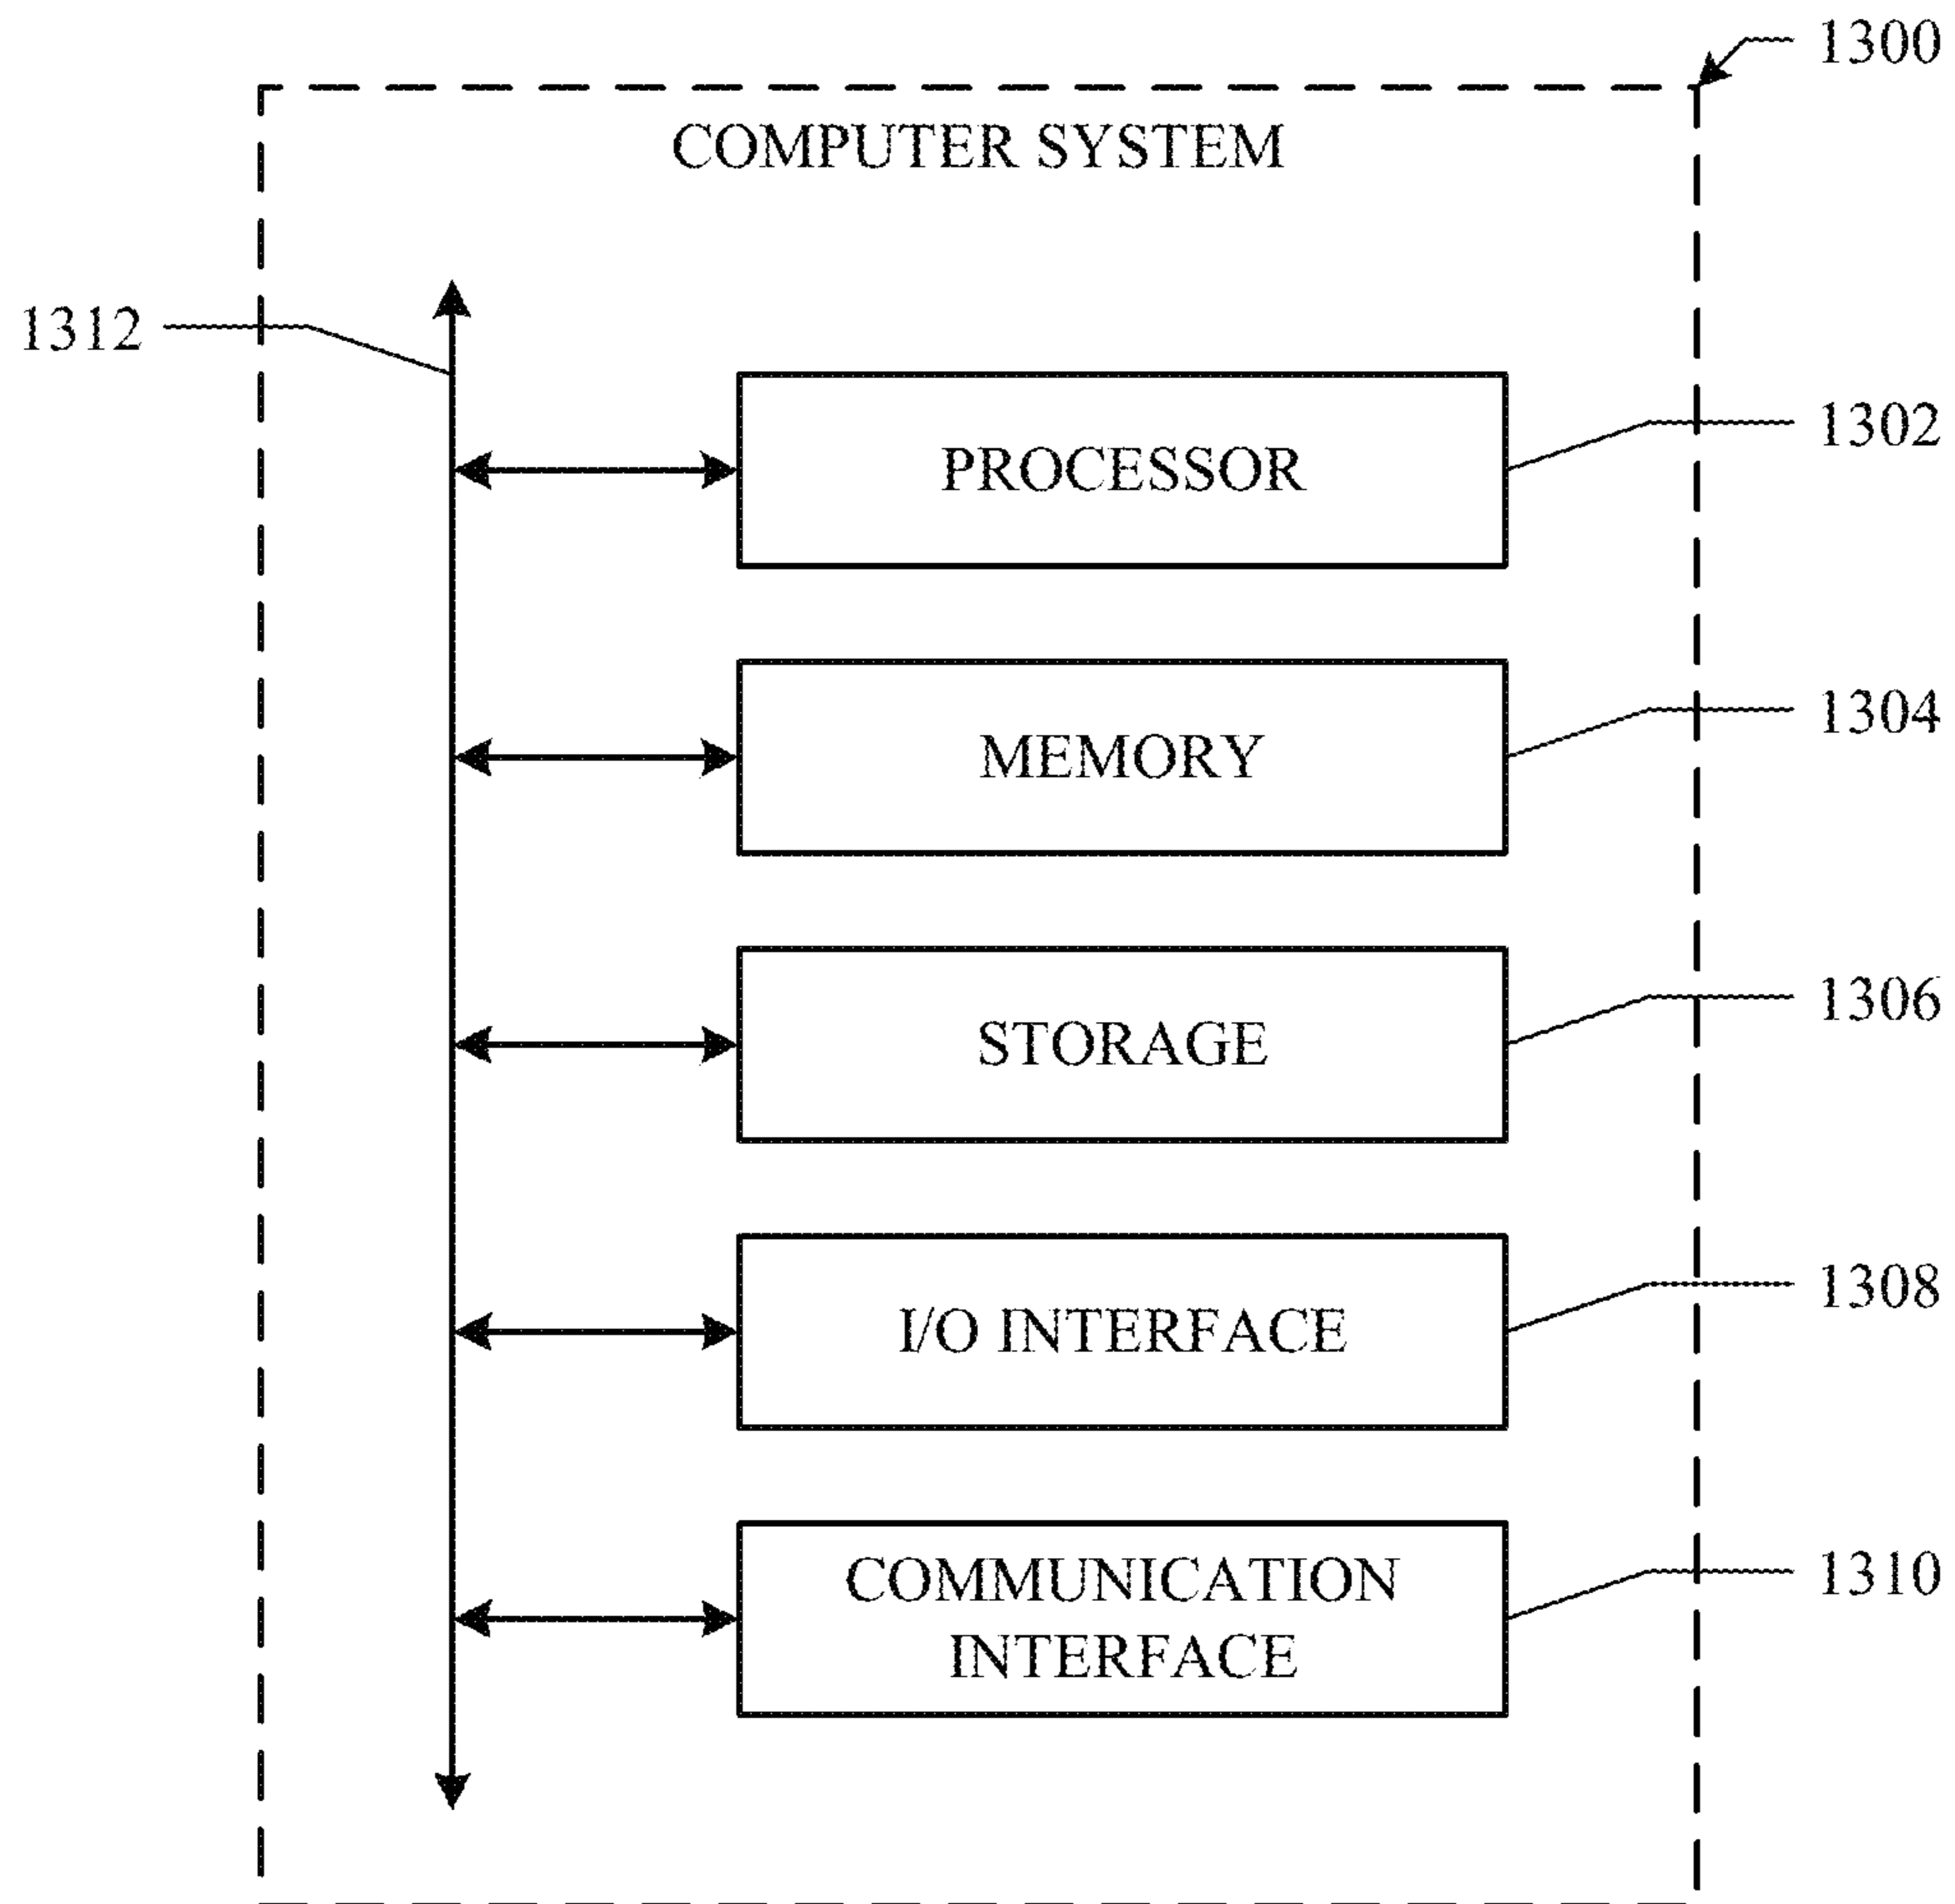 1300
COMPUTER SYSTEM
1312
PROCESSOR
1302
MEMORY
1304
STORAGE
1306
I/O INTERFACE
1308
COMMUNICATION
INTERFACE
1310